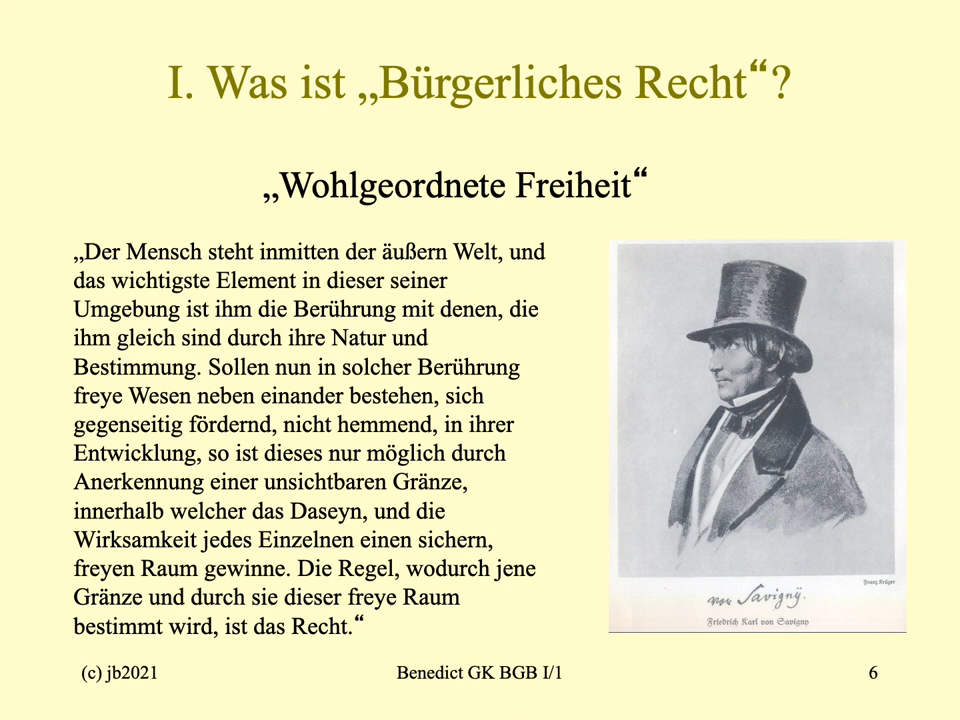 I. Was ist „Bürgerliches Recht“?
„Wohlgeordnete Freiheit“
„Der Mensch steht inmitten der äußern Welt, und
das wichtigste Element in dieser seiner
Umgebung ist ihm die Berührung mit denen, die
ihm gleich sind durch ihre Natur und
Bestimmung. Sollen nun in solcher Berührung
freye Wesen neben einander bestehen, sich
gegenseitig fördernd, nicht hemmend, in ihrer
Entwicklung, so ist dieses nur möglich durch
Anerkennung einer unsichtbaren Gränze,
innerhalb welcher das Daseyn, und die
Wirksamkeit jedes Einzelnen einen sichern,
freyen Raum gewinne. Die Regel, wodurch jene
Gränze und durch sie dieser freye Raum
bestimmt wird, ist das Recht.“
Franz Krüger
von Savigny.
Friedrich Karl von Savigny
(c) jb2021
Benedict GK BGB I/1
6